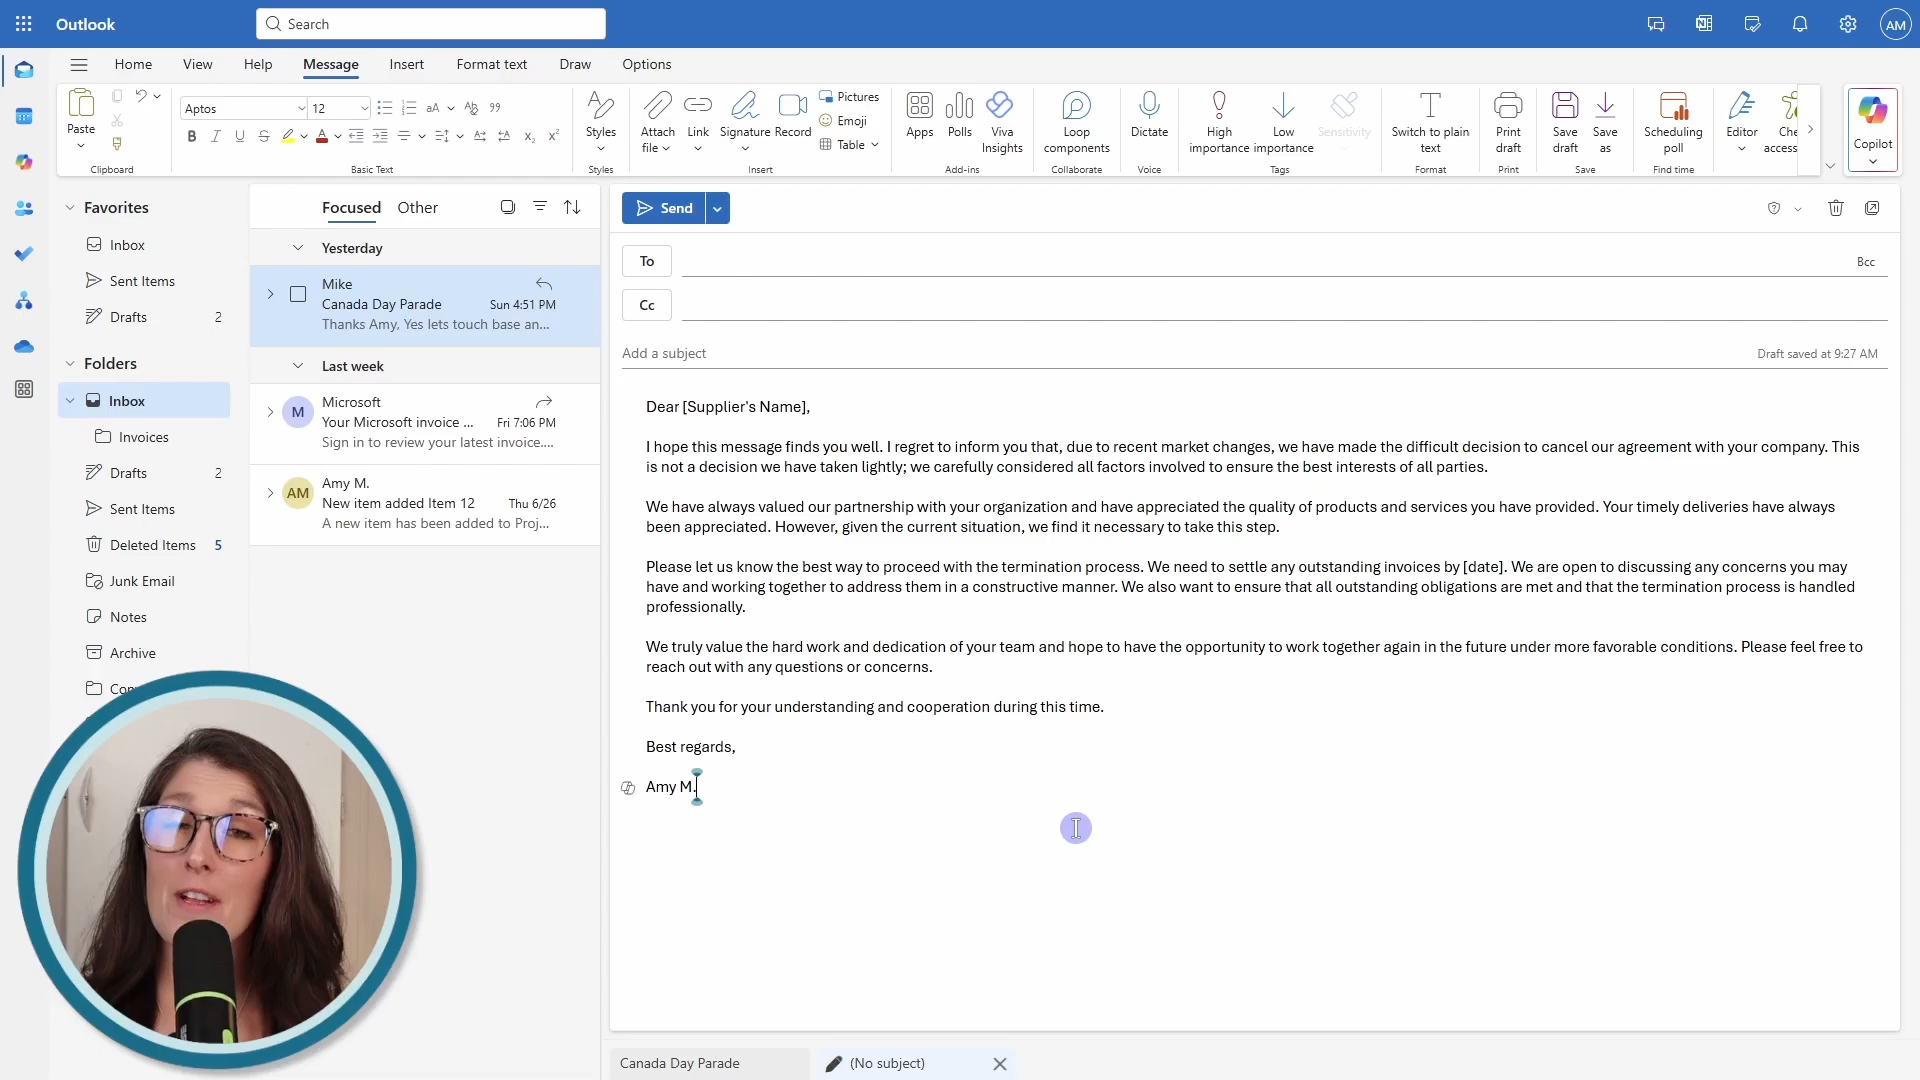 Outlook
Search
AM
Home View Help Message Insert Format text Draw Options
Paste
Clipboard
Aptos 12
Basic Text
Styles
Styles
Attach file
Link
Signature
Record
Pictures
Emoji
Table
Insert
Apps
Polls
Viva Insights
Add-ins
Loop components
Collaborate
Dictate
Voice
High importance
Low importance
Sensitivity
Tags
Switch to plain text
Format
Print draft
Print
Save draft
Save as
Save
Scheduling poll
Find time
Editor
Copilot
Favorites
Inbox
Sent Items
Drafts 2
Folders
Inbox
Invoices
Drafts 2
Sent Items
Deleted Items 5
Junk Email
Notes
Archive
Focused Other
Yesterday
Mike
Canada Day Parade Sun 4:51 PM
Thanks Amy, Yes lets touch base an...
Last week
M
Microsoft
Your Microsoft invoice ... Fri 7:06 PM
Sign in to review your latest invoice....
AM
Amy M.
New item added Item 12 Thu 6/26
A new item has been added to Proj...
Send
To
Bcc
Cc
Add a subject
Draft saved at 9:27 AM
Dear [Supplier's Name],
I hope this message finds you well. I regret to inform you that, due to recent market changes, we have made the difficult decision to cancel our agreement with your company. This
is not a decision we have taken lightly; we carefully considered all factors involved to ensure the best interests of all parties.
We have always valued our partnership with your organization and have appreciated the quality of products and services you have provided. Your timely deliveries have always
been appreciated. However, given the current situation, we find it necessary to take this step.
Please let us know the best way to proceed with the termination process. We need to settle any outstanding invoices by [date]. We are open to discussing any concerns you may
have and working together to address them in a constructive manner. We also want to ensure that all outstanding obligations are met and that the termination process is handled
professionally.
We truly value the hard work and dedication of your team and hope to have the opportunity to work together again in the future under more favorable conditions. Please feel free to
reach out with any questions or concerns.
Thank you for your understanding and cooperation during this time.
Best regards,
Amy M.
Canada Day Parade
(No subject)